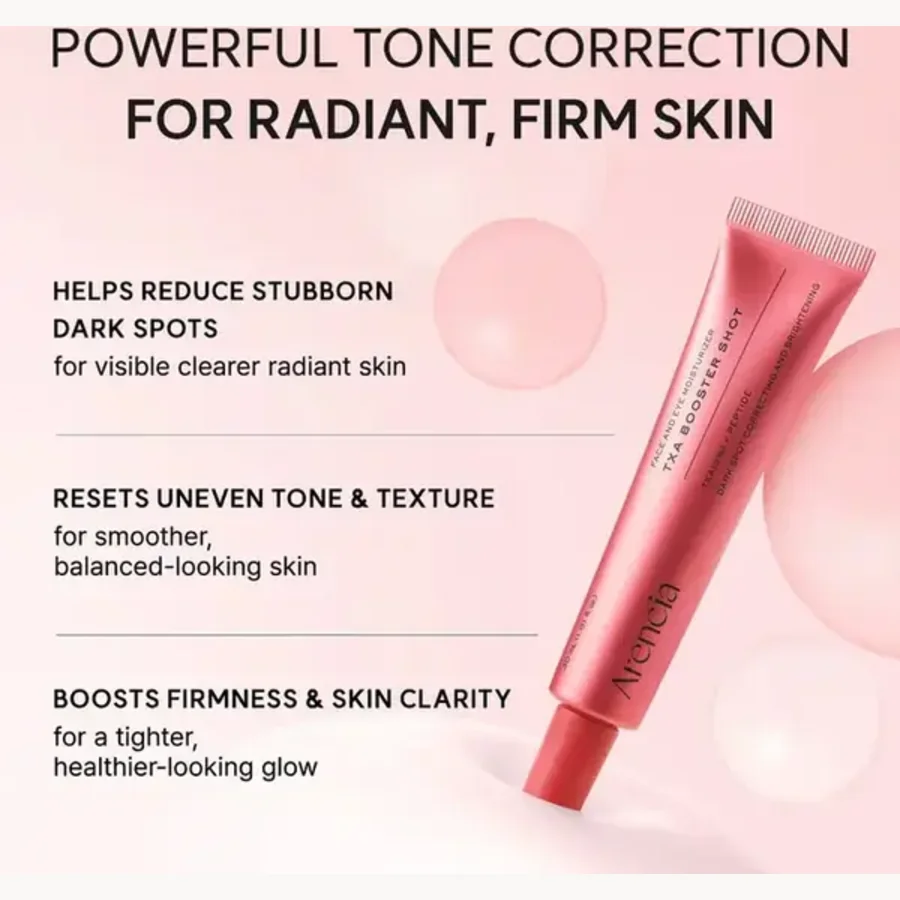 POWERFUL TONE CORRECTION
FOR RADIANT, FIRM SKIN
HELPS REDUCE STUBBORN
DARK SPOTS
for visible clearer radiant skin
RESETS UNEVEN TONE & TEXTURE
for smoother,
balanced-looking skin
BOOSTS FIRMNESS & SKIN CLARITY
for a tighter,
healthier-looking glow
FACE AND EYE MOISTURIZER
TXA BOOSTER SHOT
PEPTIDE
DARK SPOT CORRECTING AND BRIGHTENING
Arencia